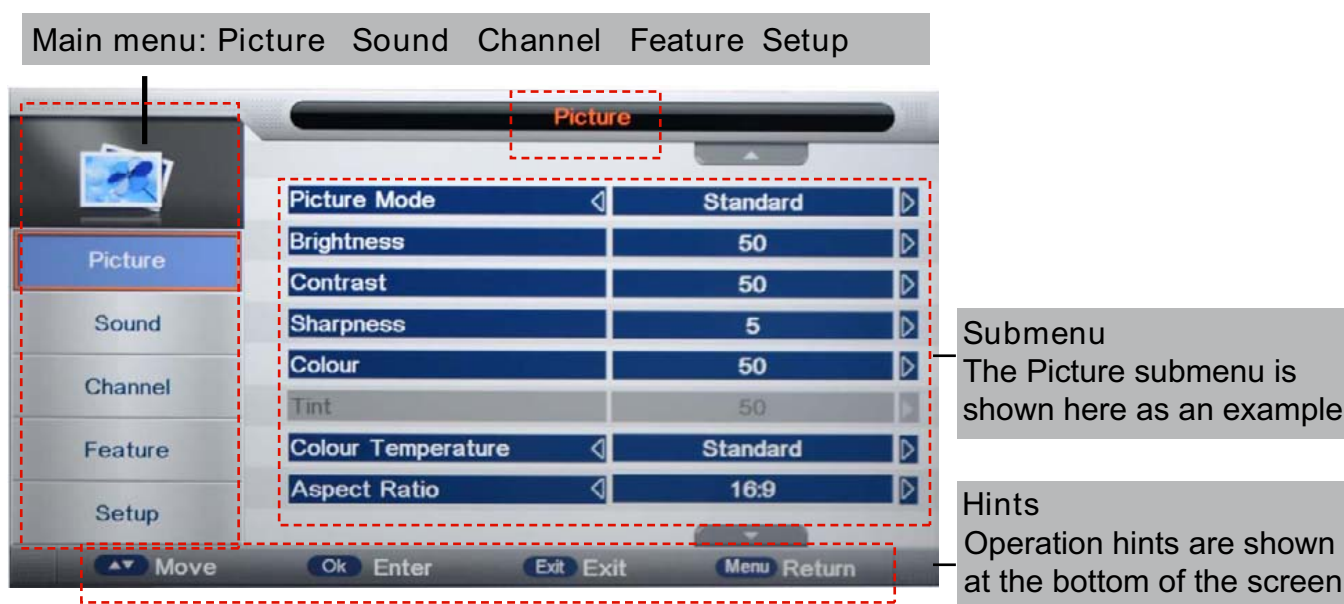 Main menu: Picture Sound Channel Feature Setup
Picture
Picture
Sound
Channel
Feature
Setup
Picture Mode Standard
Brightness 50
Contrast 50
Sharpness 5
Colour 50
Tint 50
Colour Temperature Standard
Aspect Ratio 16:9
Move Ok Enter Exit Exit Menu Return
Submenu
The Picture submenu is
shown here as an example
Hints
Operation hints are shown
at the bottom of the screen